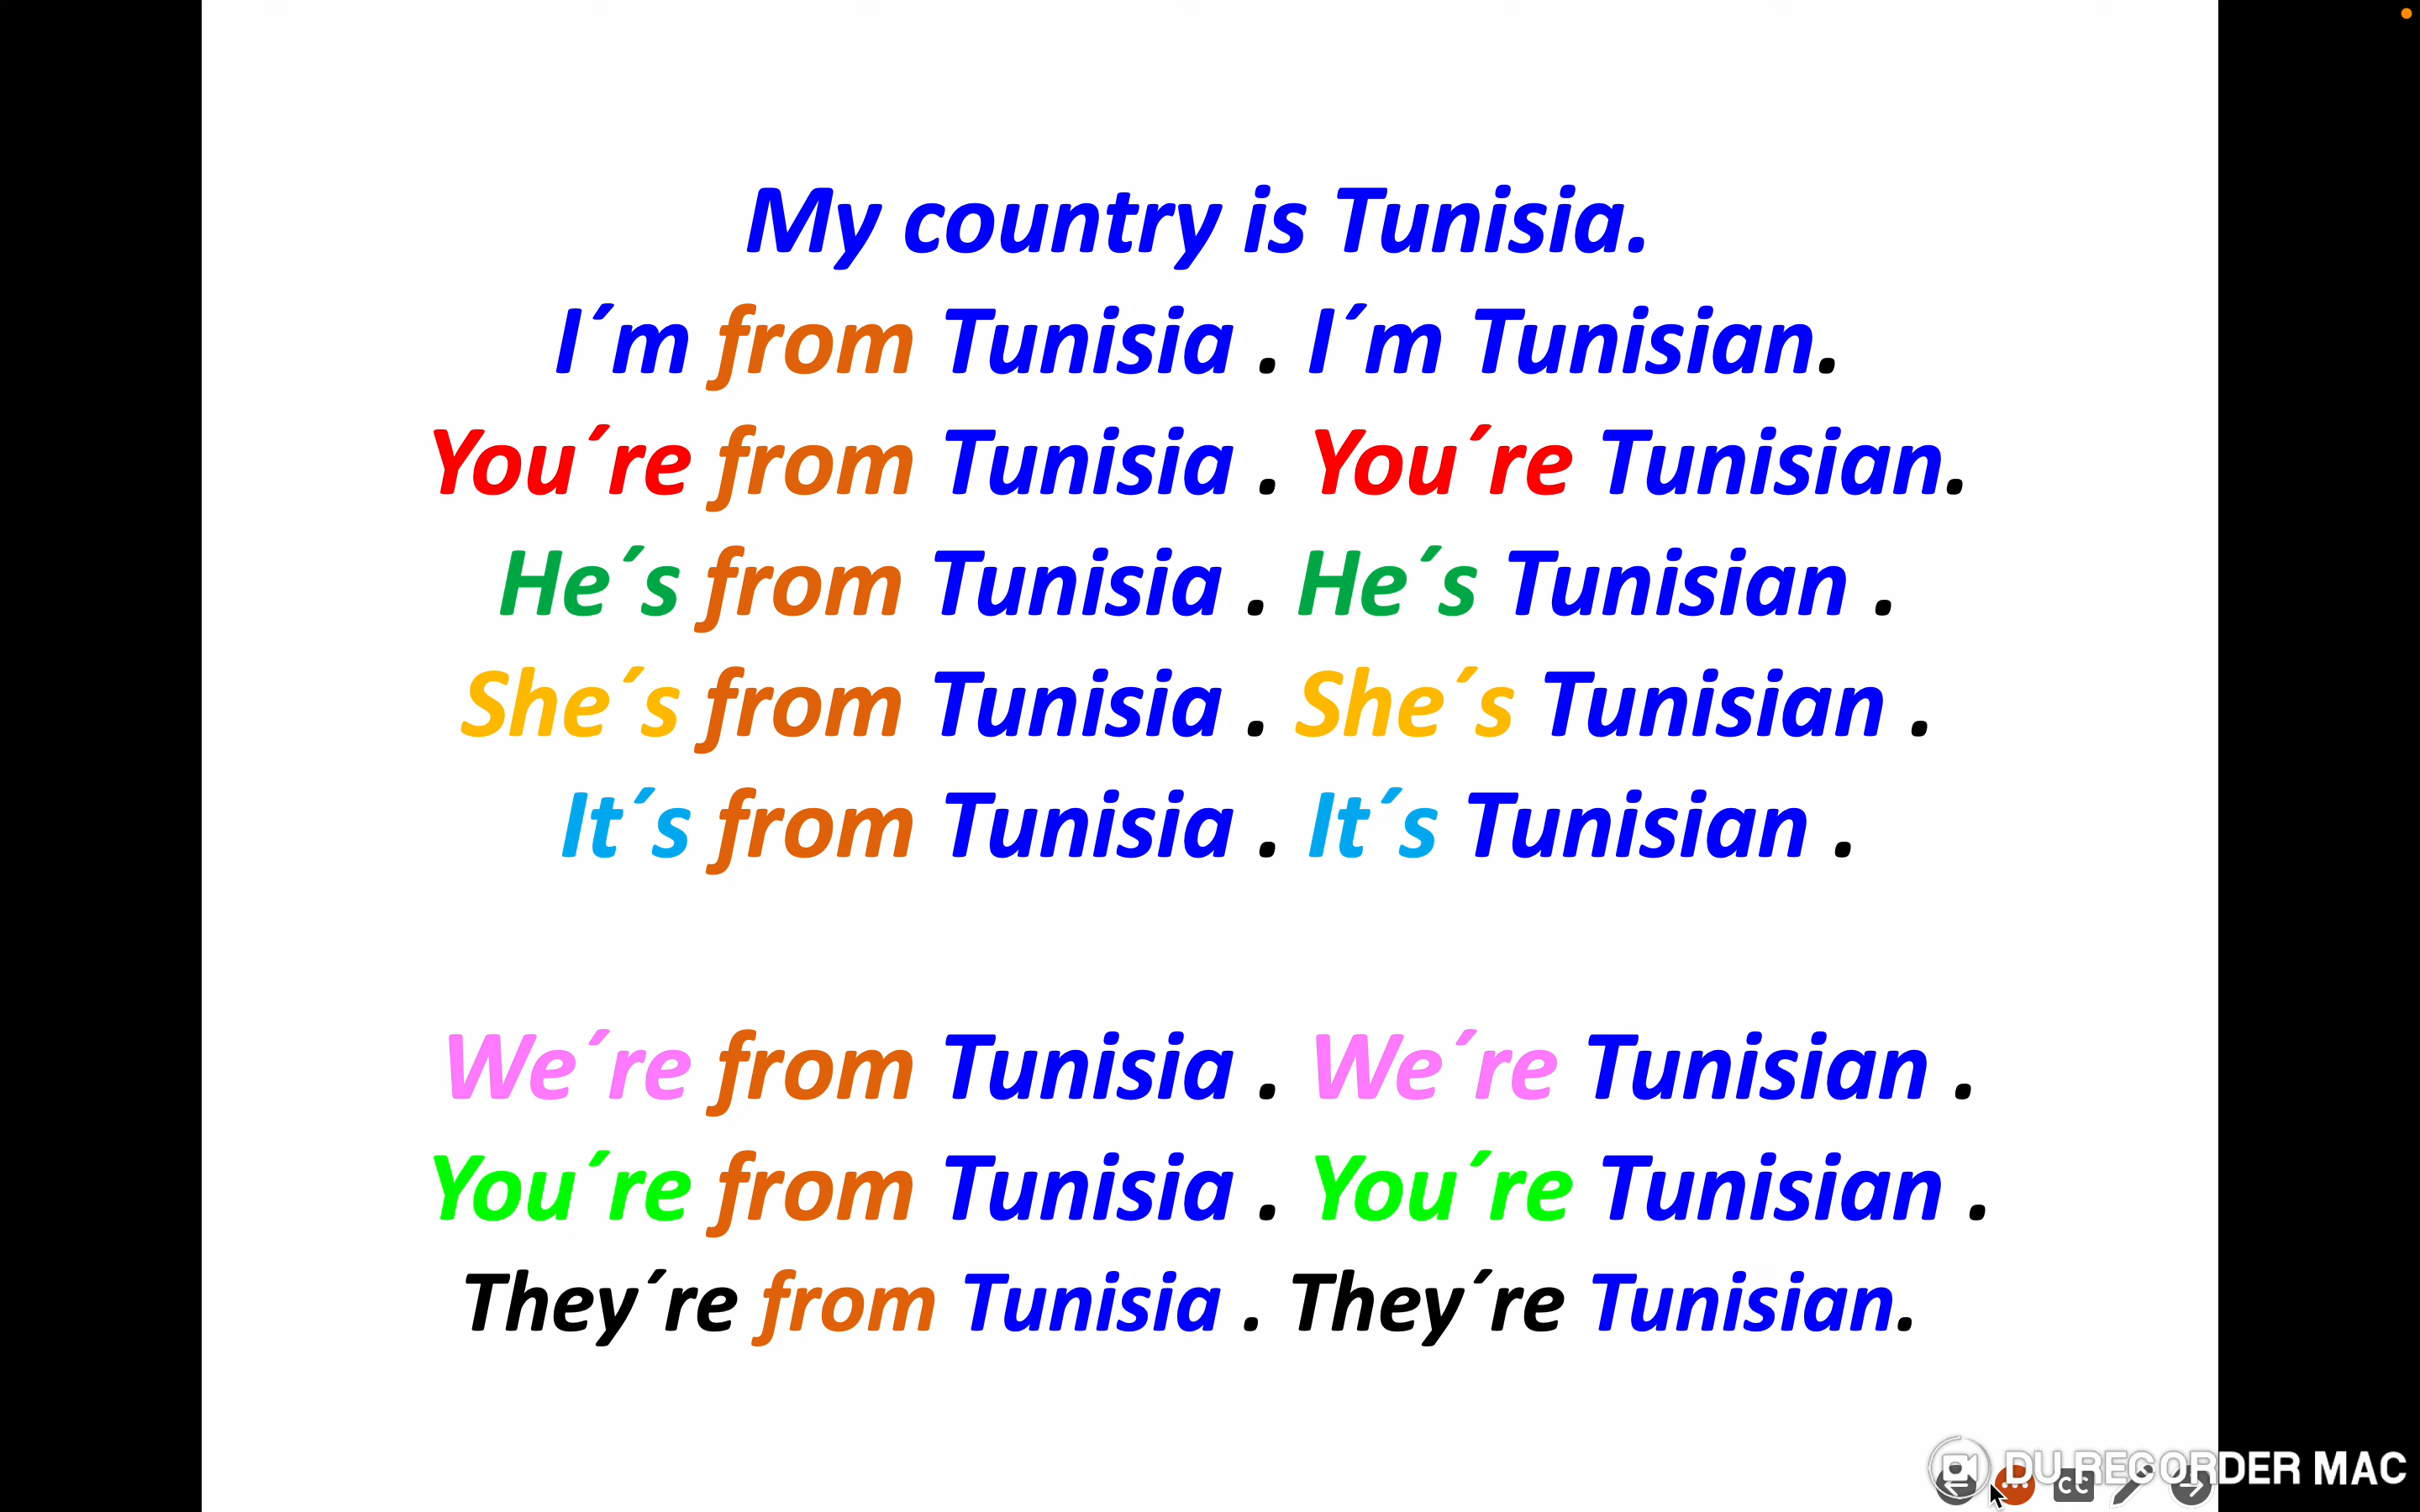 My country is Tunisia.
I´m from Tunisia . I´m Tunisian.
You´re from Tunisia . You´re Tunisian.
He´s from Tunisia . He´s Tunisian .
She´s from Tunisia . She´s Tunisian .
It´s from Tunisia . It´s Tunisian .
We´re from Tunisia . We´re Tunisian .
You´re from Tunisia . You´re Tunisian .
They´re from Tunisia . They´re Tunisian.
DU RECORDER MAC
CC